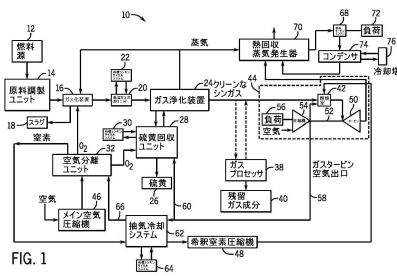 10
12
燃料源
14
原料調製
ユニット
16
ガス化装置
18
スラグ
20
22
24
ガス浄化装置
クリーンな
シンガス
蒸気
70
熱回収
蒸気発生器
68
72
負荷
74
コンデンサ
76
冷却塔
44
42
54
56
負荷
52
50
空気
ガスタービン
空気出口
58
28
30
硫黄回収
ユニット
硫黄
26
32
空気分離
ユニット
O2
O2
窒素
空気
メイン空気
圧縮機
46
66
60
38
ガス
プロセッサ
40
残留
ガス成分
62
抽気冷却
システム
64
希釈窒素圧縮機
48
FIG. 1